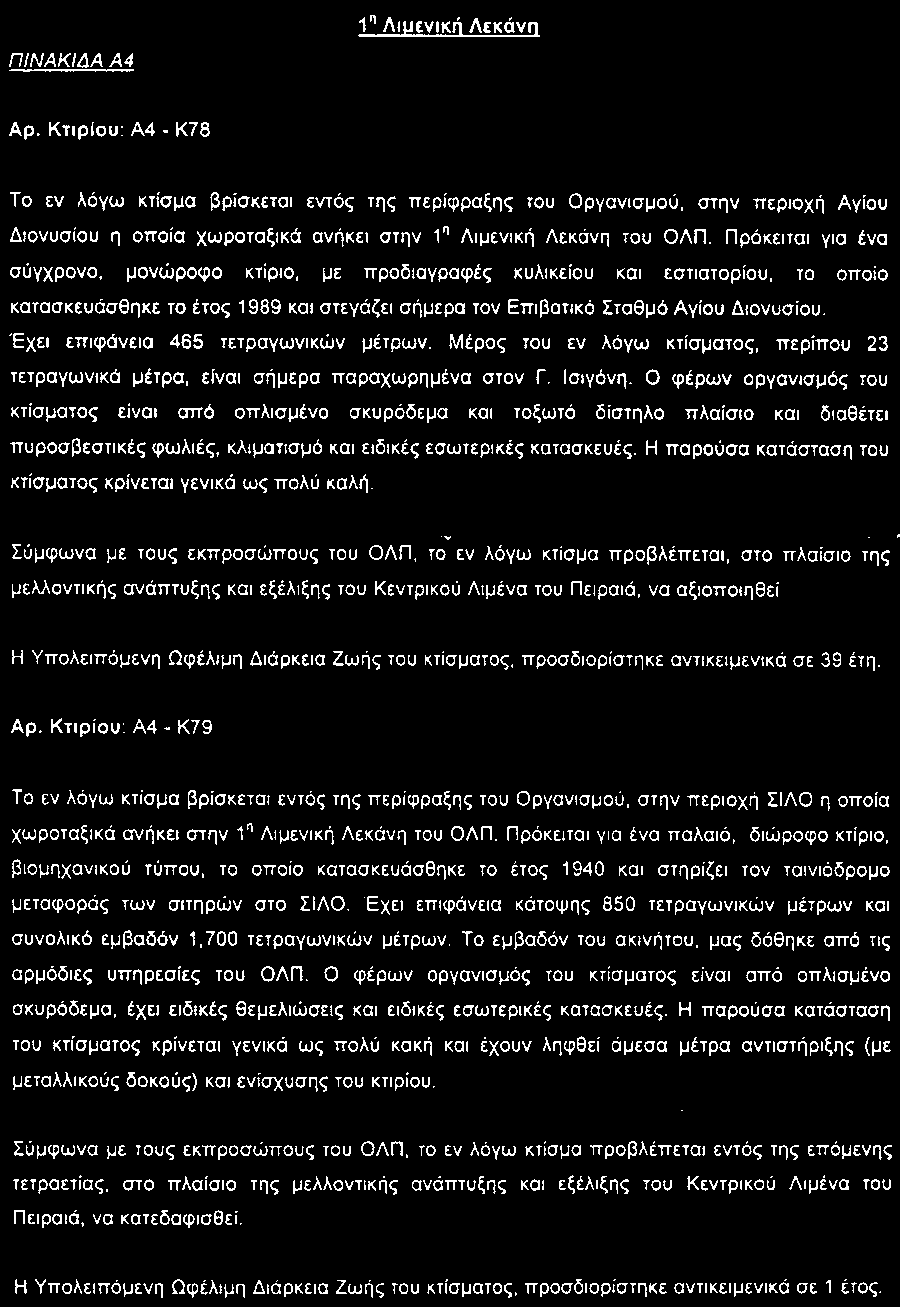 1η Λιμενική Λεκάνη
ΠΙΝΑΚΙΔΑ Α4
Αρ. Κτιρίου: Α4 - Κ78
Το εν λόγω κτίσμα βρίσκεται εντός της περίφραξης του Οργανισμού, στην περιοχή Αγίου
Διονυσίου η οποία χωροταξικά ανήκει στην 1η Λιμενική Λεκάνη του ΟΛΠ. Πρόκειται για ένα
σύγχρονο, μονώροφο κτίριο, με προδιαγραφές κυλικείου και εστιατορίου, το οποίο
κατασκευάσθηκε το έτος 1989 και στεγάζει σήμερα τον Επιβατικό Σταθμό Αγίου Διονυσίου.
Έχει επιφάνεια 465 τετραγωνικών μέτρων. Μέρος του εν λόγω κτίσματος, περίπου 23
τετραγωνικά μέτρα, είναι σήμερα παραχωρημένα στον Γ. Ισιγόνη. Ο φέρων οργανισμός του
κτίσματος είναι από οπλισμένο σκυρόδεμα και τοξωτό δίστηλο πλαίσιο και διαθέτει
πυροσβεστικές φωλιές, κλιματισμό και ειδικές εσωτερικές κατασκευές. Η παρούσα κατάσταση του
κτίσματος κρίνεται γενικά ως πολύ καλή.
Σύμφωνα με τους εκπροσώπους του ΟΛΠ, το εν λόγω κτίσμα προβλέπεται, στο πλαίσιο της
μελλοντικής ανάπτυξης και εξέλιξης του Κεντρικού Λιμένα του Πειραιά, να αξιοποιηθεί
Η Υπολειπόμενη Ωφέλιμη Διάρκεια Ζωής του κτίσματος, προσδιορίστηκε αντικειμενικά σε 39 έτη.
Αρ. Κτιρίου: Α4 - Κ79
Το εν λόγω κτίσμα βρίσκεται εντός της περίφραξης του Οργανισμού, στην περιοχή ΣΙΛΟ η οποία
χωροταξικά ανήκει στην 1η Λιμενική Λεκάνη του ΟΛΠ. Πρόκειται για ένα παλαιό, διώροφο κτίριο,
βιομηχανικού τύπου, το οποίο κατασκευάσθηκε το έτος 1940 και στηρίζει τον ταινιόδρομο
μεταφοράς των σιτηρών στο ΣΙΛΟ. Έχει επιφάνεια κάτοψης 850 τετραγωνικών μέτρων και
συνολικό εμβαδόν 1,700 τετραγωνικών μέτρων. Το εμβαδόν του ακινήτου, μας δόθηκε από τις
αρμόδιες υπηρεσίες του ΟΛΠ. Ο φέρων οργανισμός του κτίσματος είναι από οπλισμένο
σκυρόδεμα, έχει ειδικές θεμελιώσεις και ειδικές εσωτερικές κατασκευές. Η παρούσα κατάσταση
του κτίσματος κρίνεται γενικά ως πολύ κακή και έχουν ληφθεί άμεσα μέτρα αντιστήριξης (με
μεταλλικούς δοκούς) και ενίσχυσης του κτιρίου.
Σύμφωνα με τους εκπροσώπους του ΟΛΠ, το εν λόγω κτίσμα προβλέπεται εντός της επόμενης
τετραετίας, στο πλαίσιο της μελλοντικής ανάπτυξης και εξέλιξης του Κεντρικού Λιμένα του
Πειραιά, να κατεδαφισθεί.
Η Υπολειπόμενη Ωφέλιμη Διάρκεια Ζωής του κτίσματος, προσδιορίστηκε αντικειμενικά σε 1 έτος.